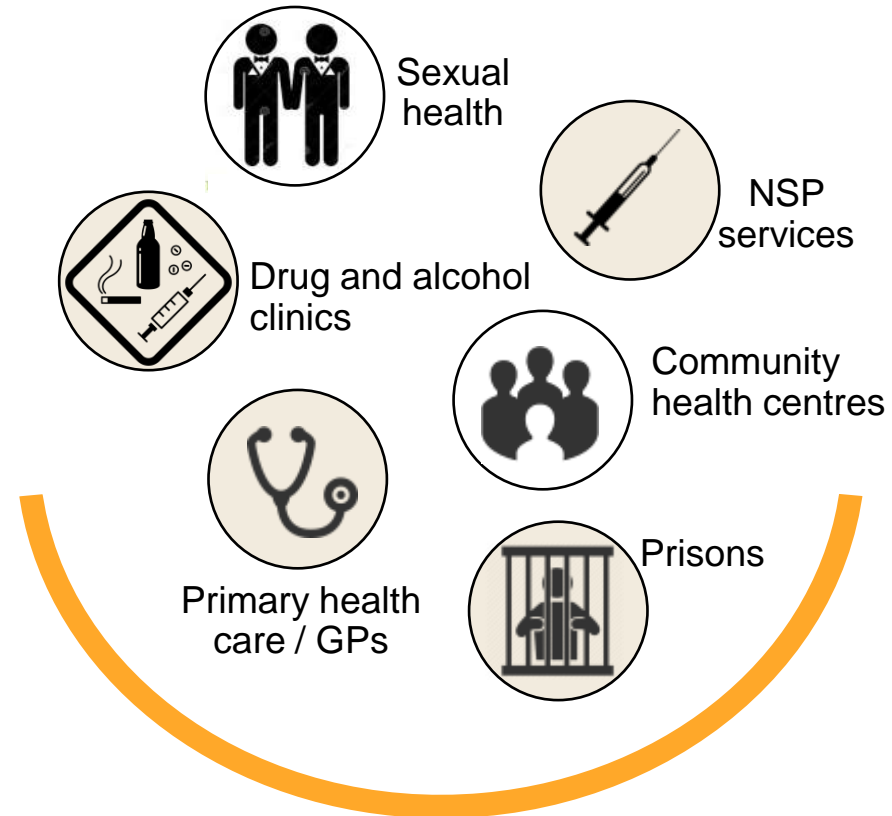 Sexual
health
NSP
services
Drug and alcohol
clinics
Community
health centres
Prisons
Primary health
care / GPs